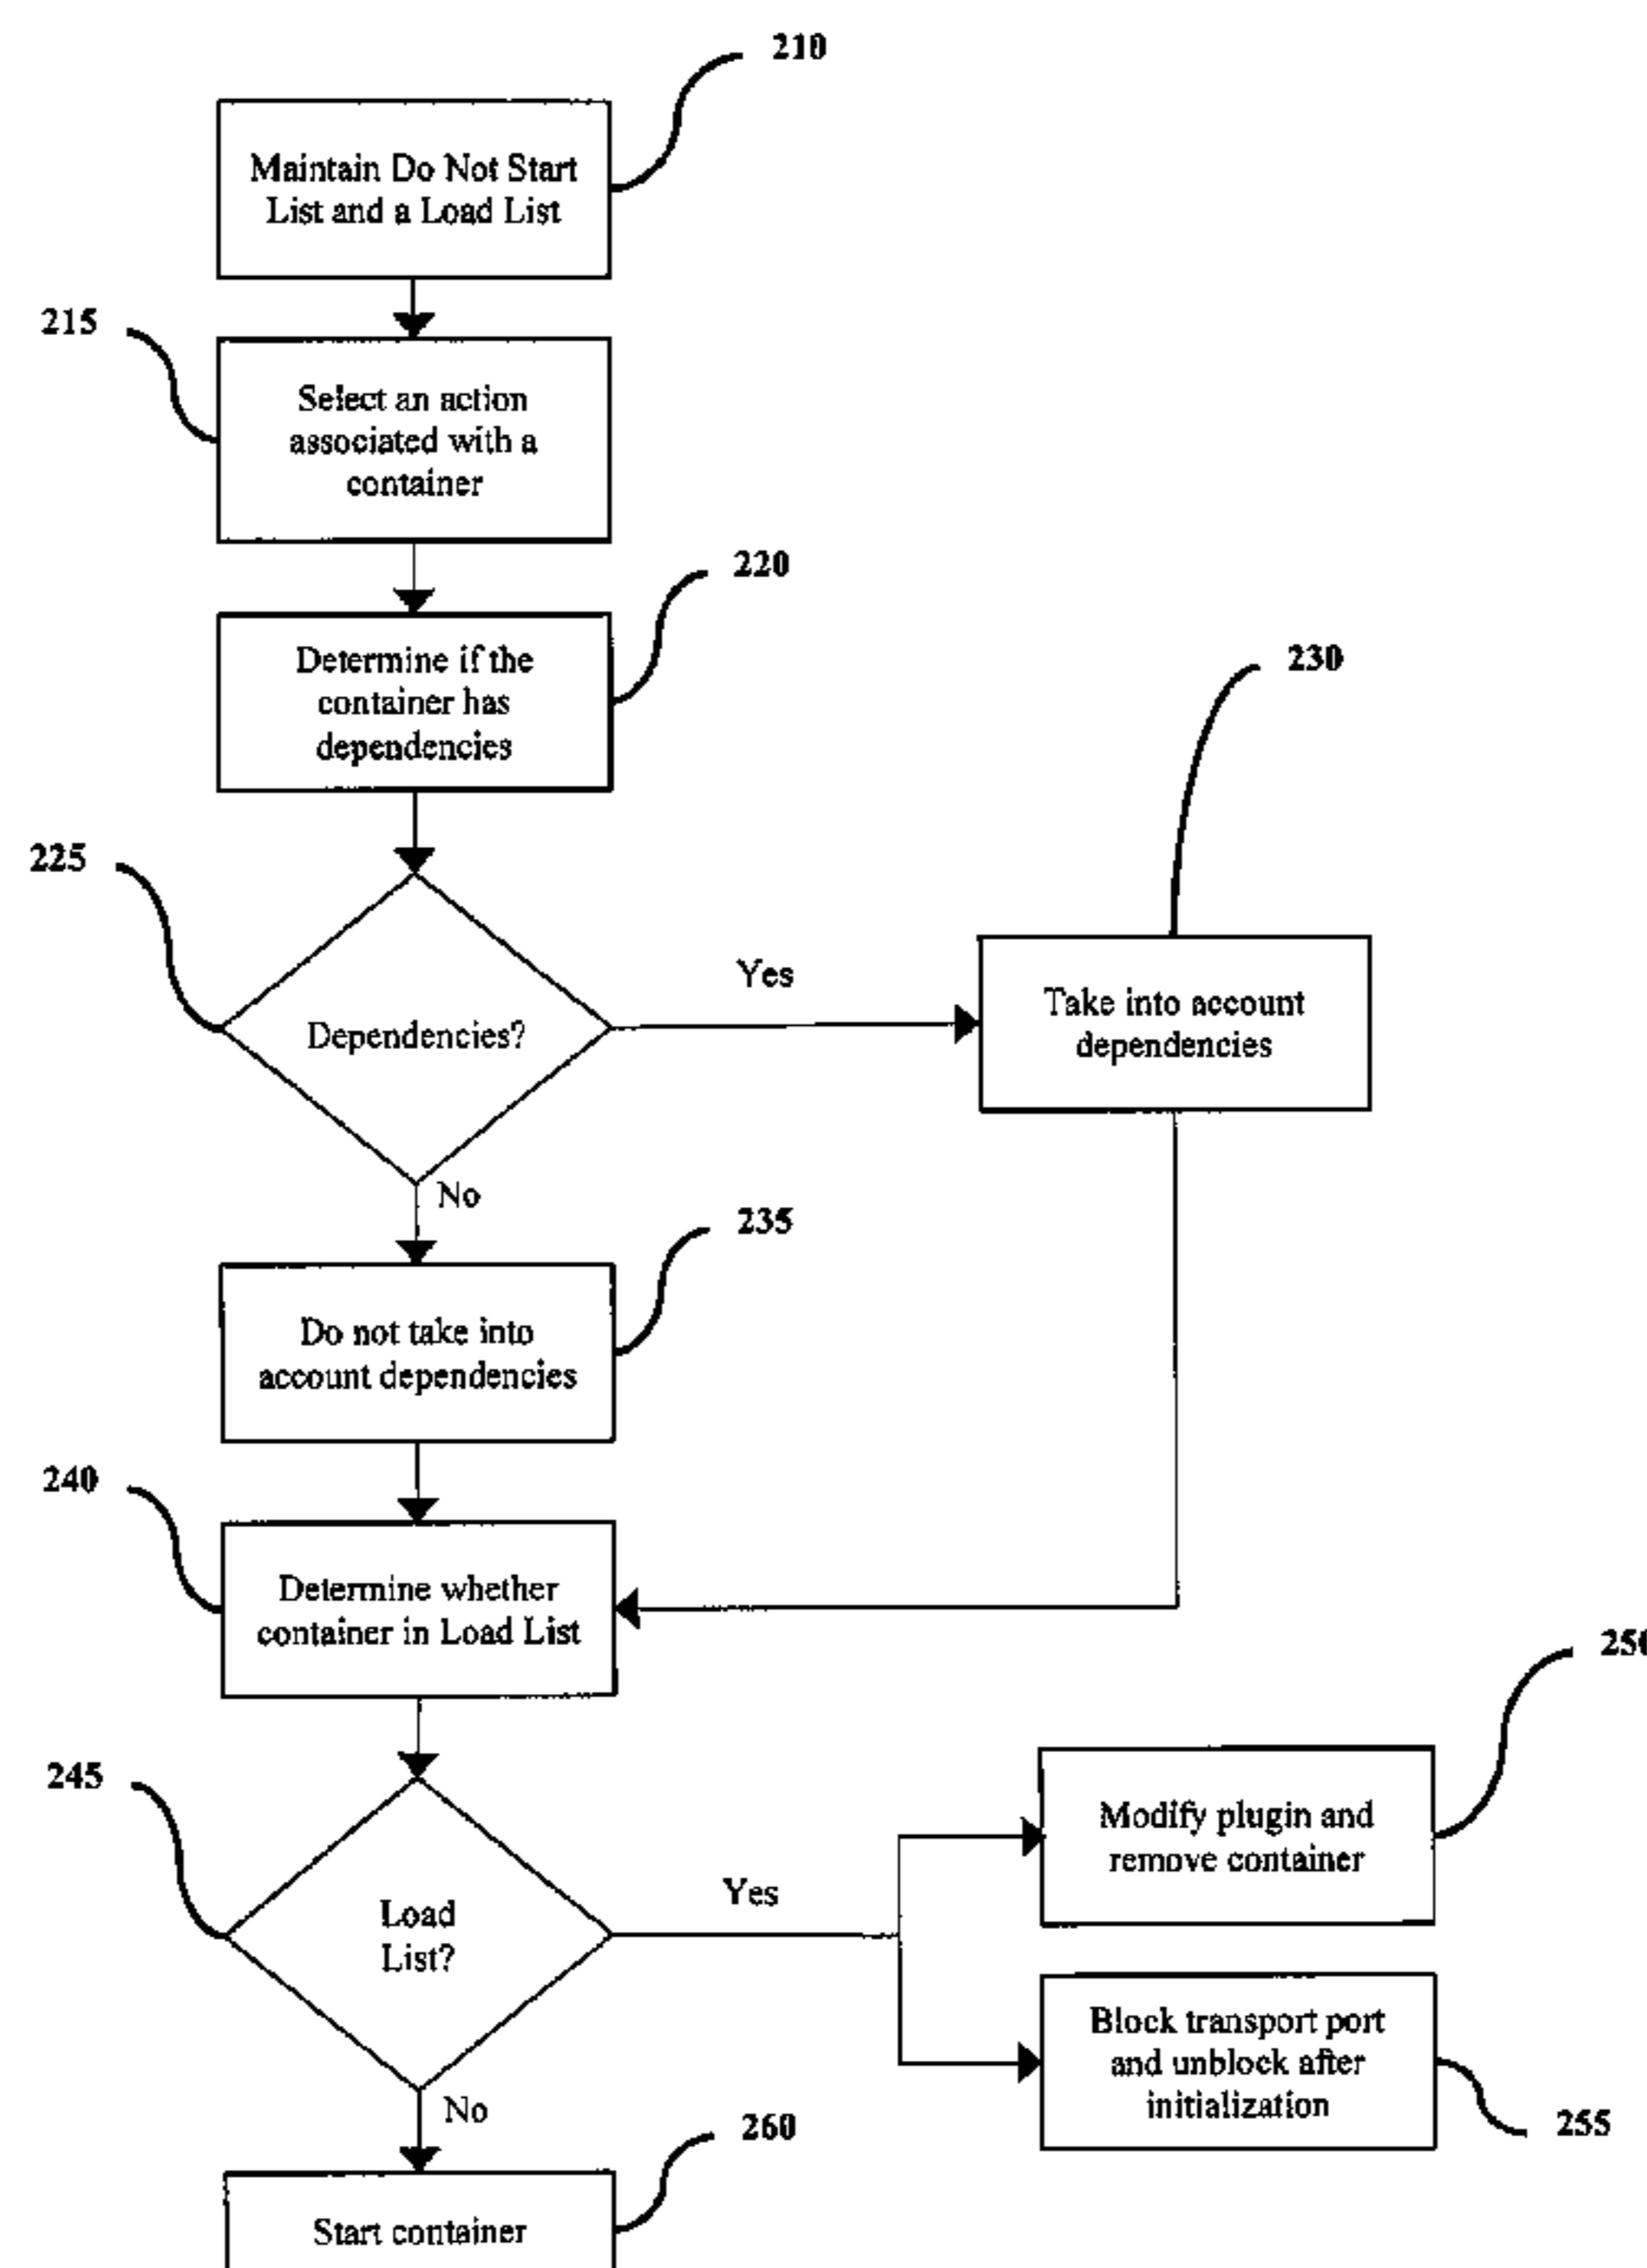 210
Maintain Do Not Start
List and a Load List
215
Select an action
associated with a
container
220
Determine if the
container has
dependencies
230
225
Yes
Dependencies?
Take into account
dependencies
No
235
Do not take into
account dependencies
240
Determine whether
container in Load List
250
245
Modify plugin and
remove container
Yes
Load
List?
Block transport port
and unblock after
initialization
No
260
255
Start container